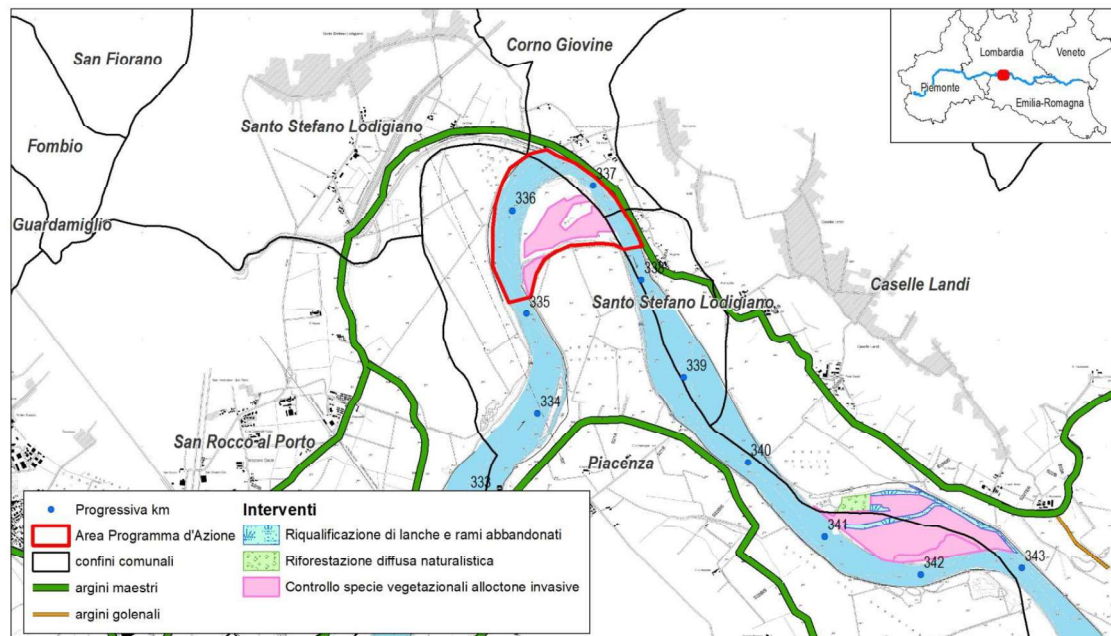 San Fiorano
Corno Giovine
Fombio
Santo Stefano Lodigiano
Guardamiglio
Lombardia
Veneto
Piemonte
Emilia-Romagna
337
336
338
335
Santo Stefano Lodigiano
Caselle Landi
Caselle Landi
339
334
San Rocco al Porto
340
Piacenza
333
341
342
343
Progressiva km
Area Programma d'Azione
confini comunali
argini maestri
argini golenali
Interventi
Riqualificazione di lanche e rami abbandonati
Riforestazione diffusa naturalistica
Controllo specie vegetazionali alloctone invasive